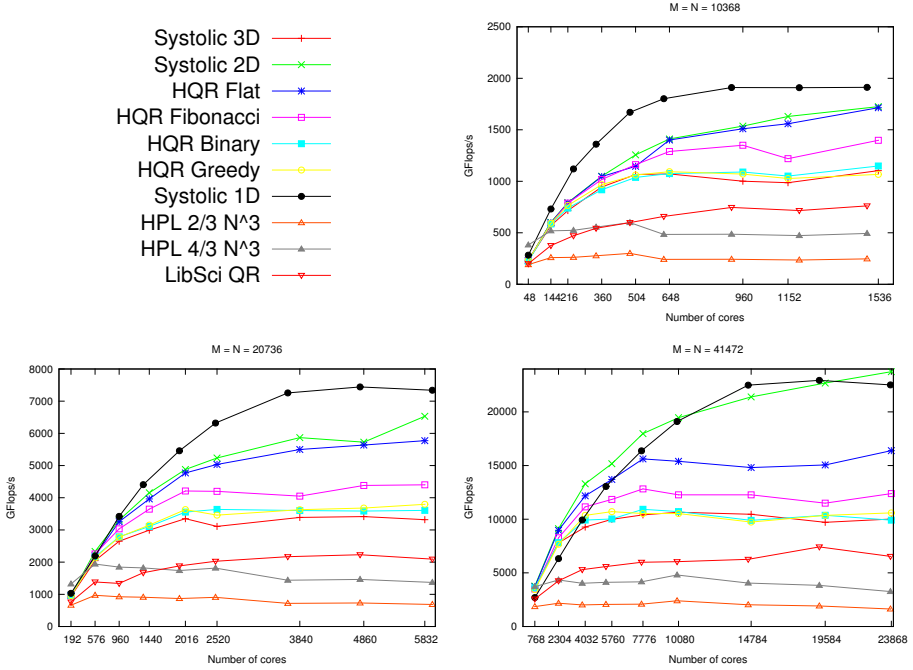 Systolic 3D
Systolic 2D
HQR Flat
HQR Fibonacci
HQR Binary
HQR Greedy
Systolic 1D
HPL 2/3 N^3
HPL 4/3 N^3
LibSci QR
M = N = 10368
2500
2000
1500
1000
500
0
GFlops/s
48 144 216 360 504 648 960 1152 1536
Number of cores
M = N = 20736
8000
7000
6000
5000
4000
3000
2000
1000
0
GFlops/s
192 576 960 1440 2016 2520 3840 4860 5832
Number of cores
M = N = 41472
20000
15000
10000
5000
0
GFlops/s
768 2304 4032 5760 7776 10080 14784 19584 23868
Number of cores